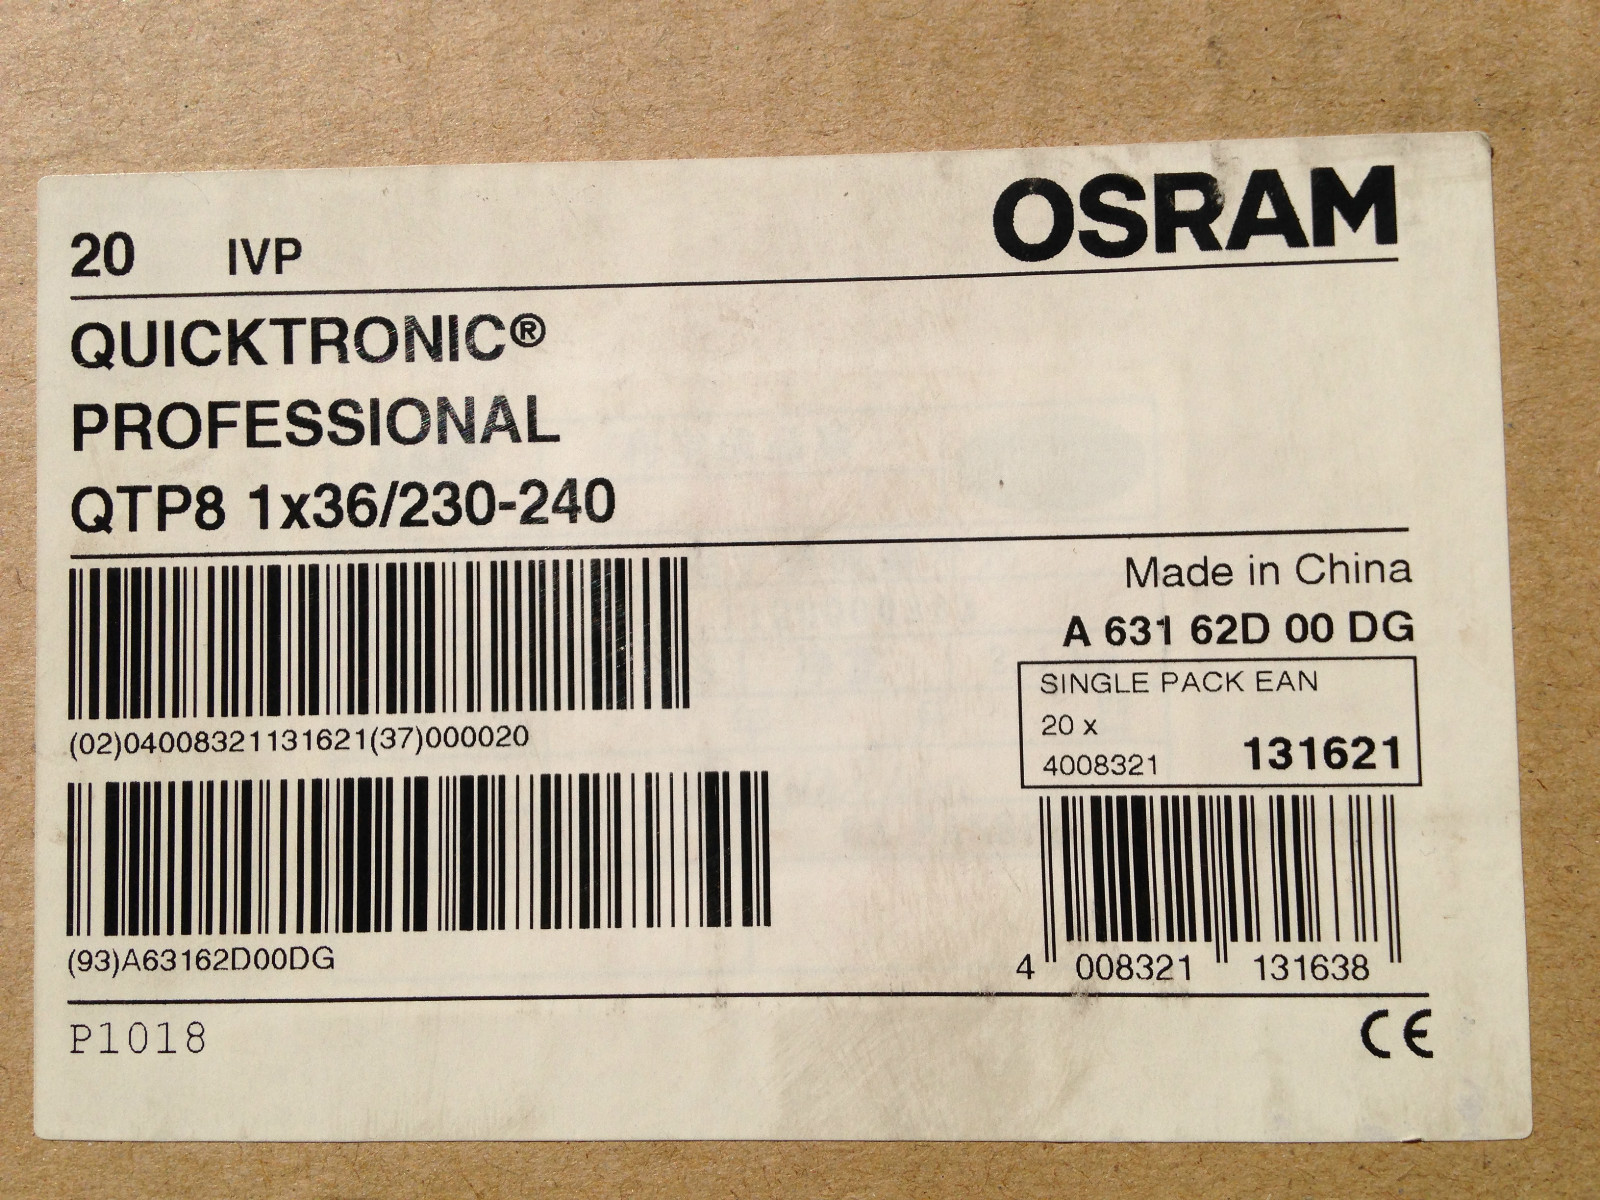 20 IVP OSRAM
QUICKTRONIC®
PROFESSIONAL
QTP8 1x36/230-240
Made in China
A 631 62D 00 DG
SINGLE PACK EAN
20 x
4008321 131621
(02)04008321131621(37)000020
(93)A63162D00DG
4 008321 131638
P1018 CE